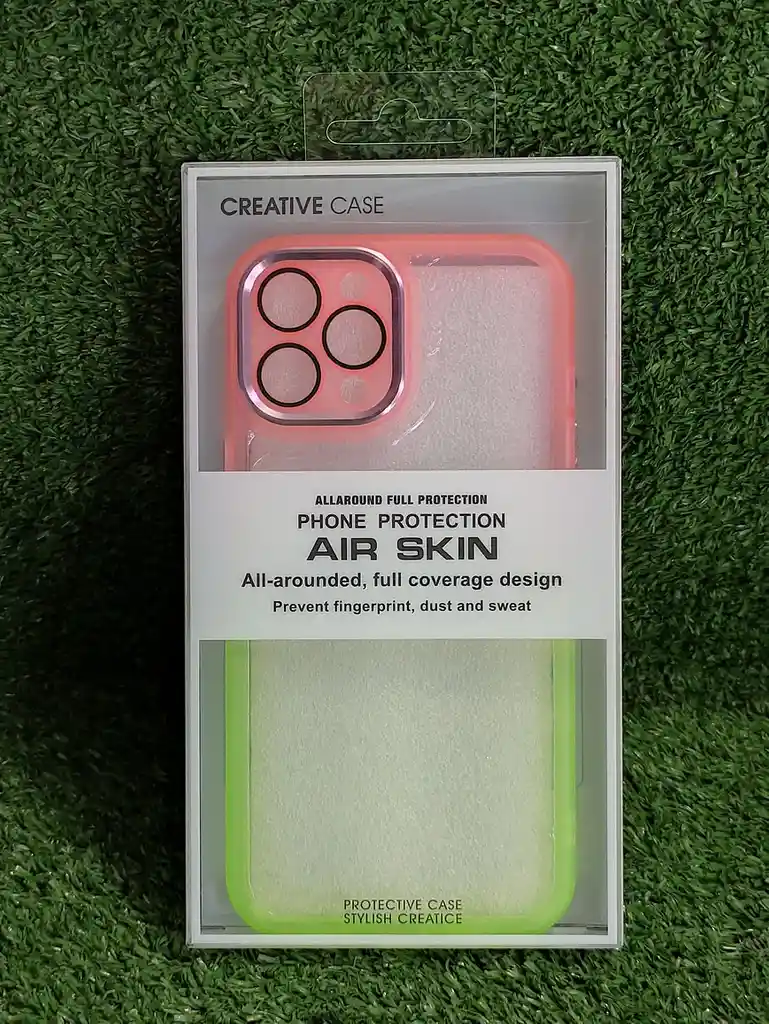 CREATIVE CASE
ALLAROUND FULL PROTECTION
PHONE PROTECTION
AIR SKIN
All-arounded, full coverage design
Prevent fingerprint, dust and sweat
PROTECTIVE CASE
STYLISH CREATICE